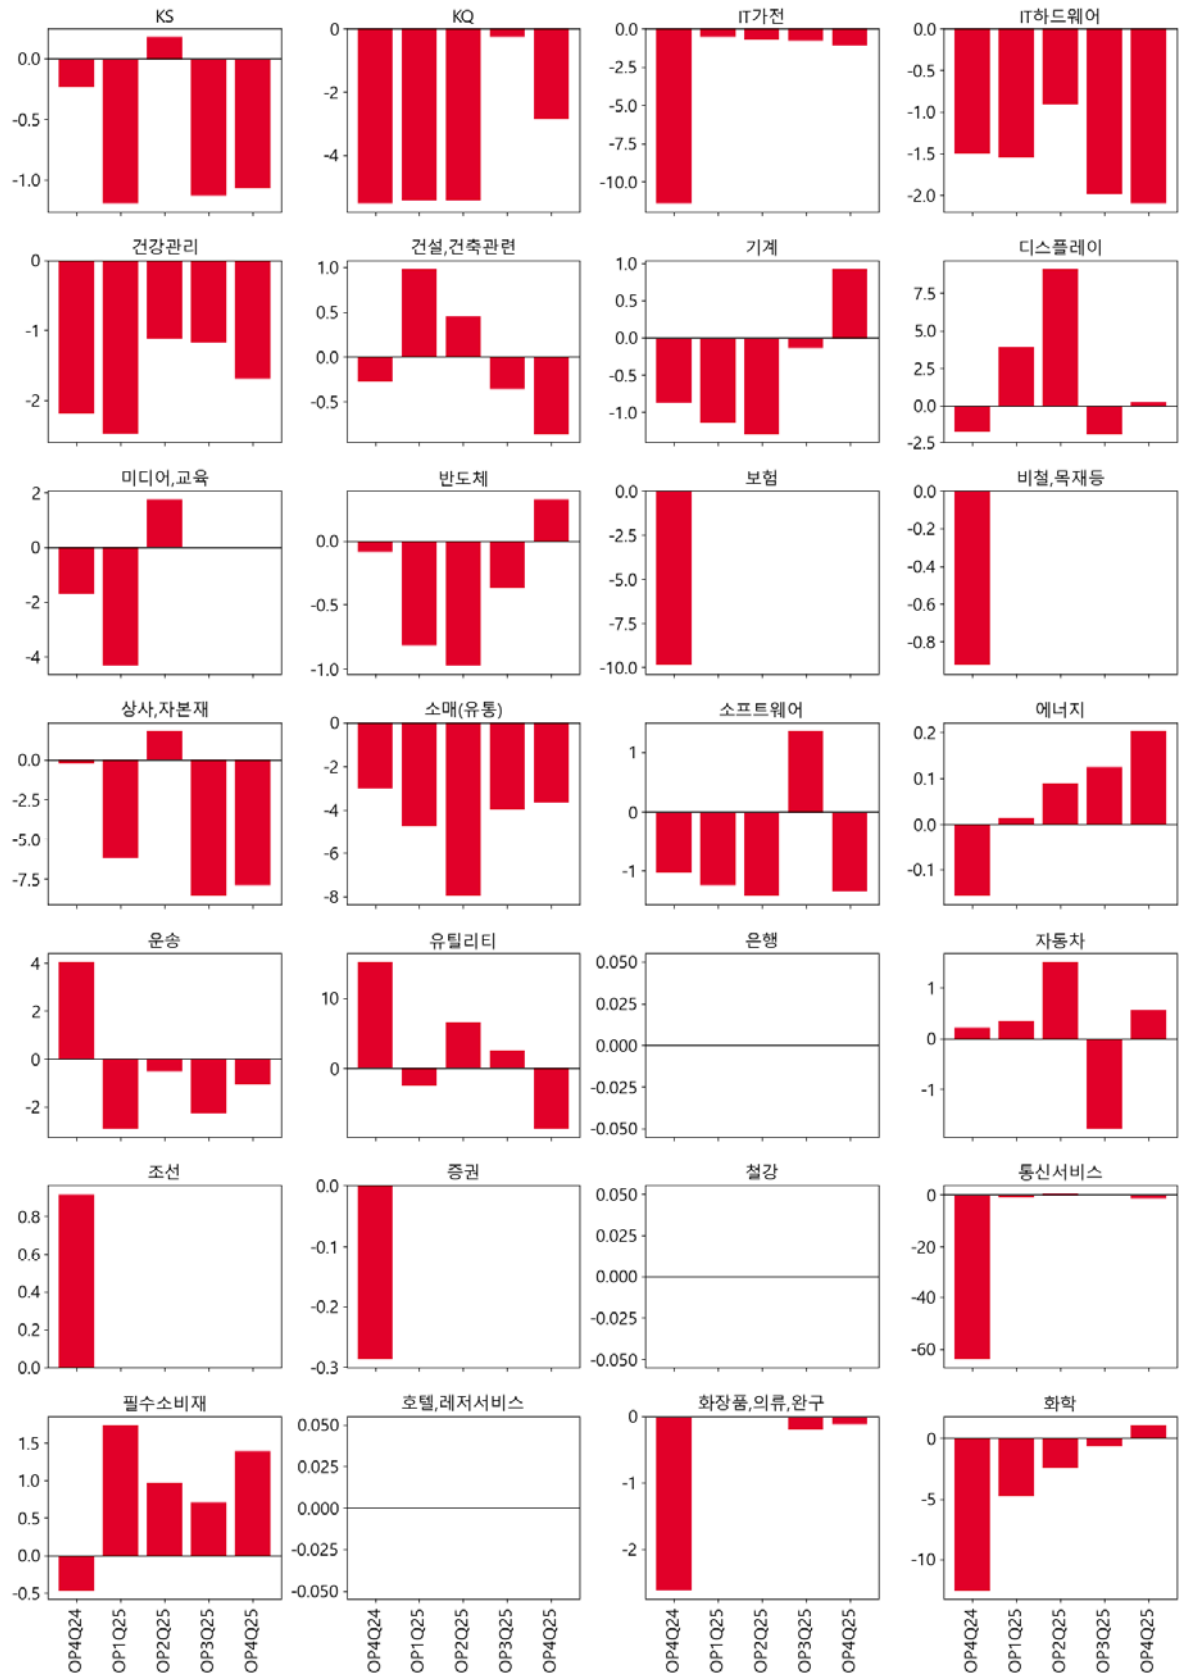 KS
0.0
-0.5
-1.0
KQ
0
-2
-4
IT가전
0.0
-2.5
-5.0
-7.5
-10.0
IT하드웨어
0.0
-0.5
-1.0
-1.5
-2.0
건강관리
0
-1
-2
건설,건축관련
1.0
0.5
0.0
-0.5
기계
1.0
0.5
0.0
-0.5
-1.0
디스플레이
7.5
5.0
2.5
0.0
-2.5
미디어,교육
2
0
-2
-4
반도체
0.0
-0.5
-1.0
보험
0.0
-2.5
-5.0
-7.5
-10.0
비철,목재등
0.0
-0.2
-0.4
-0.6
-0.8
상사,자본재
0.0
-2.5
-5.0
-7.5
소매(유통)
0
-2
-4
-6
-8
소프트웨어
1
0
-1
에너지
0.2
0.1
0.0
-0.1
운송
4
2
0
-2
유틸리티
10
0
은행
0.050
0.025
0.000
-0.025
-0.050
자동차
1
0
-1
조선
0.8
0.6
0.4
0.2
0.0
증권
0.0
-0.1
-0.2
-0.3
철강
0.050
0.025
0.000
-0.025
-0.050
통신서비스
0
-20
-40
-60
필수소비재
1.5
1.0
0.5
0.0
-0.5
OP4Q24
OP1Q25
OP2Q25
OP3Q25
OP4Q25
호텔,레저서비스
0.050
0.025
0.000
-0.025
-0.050
OP4Q24
OP1Q25
OP2Q25
OP3Q25
OP4Q25
화장품,의류,완구
0
-1
-2
OP4Q24
OP1Q25
OP2Q25
OP3Q25
OP4Q25
화학
0
-5
-10
OP4Q24
OP1Q25
OP2Q25
OP3Q25
OP4Q25